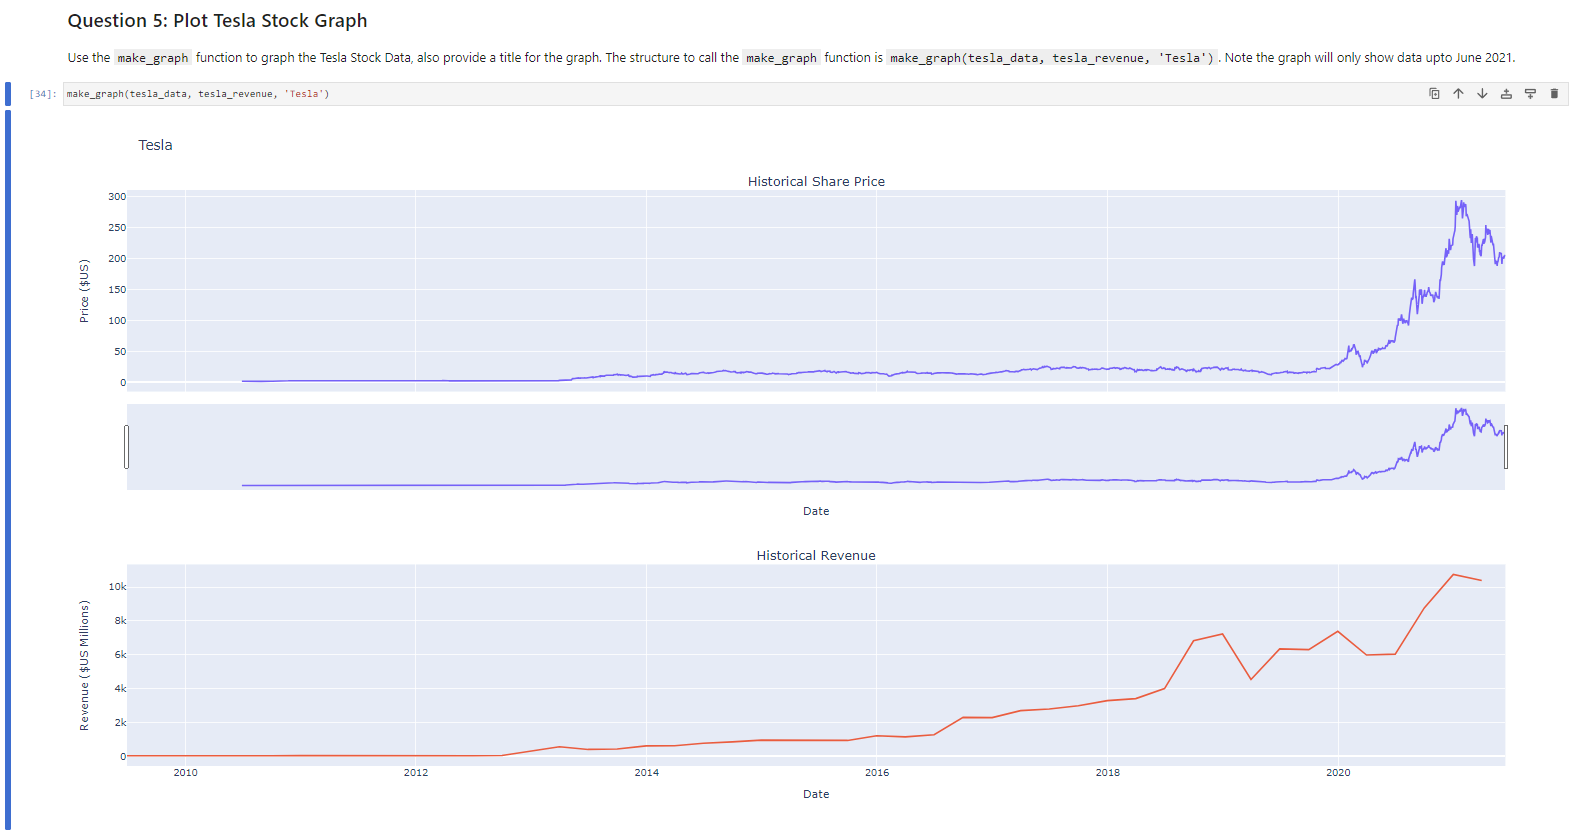 Question 5: Plot Tesla Stock Graph
Use the make_graph function to graph the Tesla Stock Data, also provide a title for the graph. The structure to call the make_graph function is make_graph(tesla_data, tesla_revenue, 'Tesla') . Note the graph will only show data upto June 2021.
[34]: make_graph(tesla_data, tesla_revenue, 'Tesla')
Tesla
Historical Share Price
300
250
200
150
100
50
0
Price ($US)
Date
Historical Revenue
10k
8k
6k
4k
2k
0
Revenue ($US Millions)
2010 2012 2014 2016 2018 2020
Date